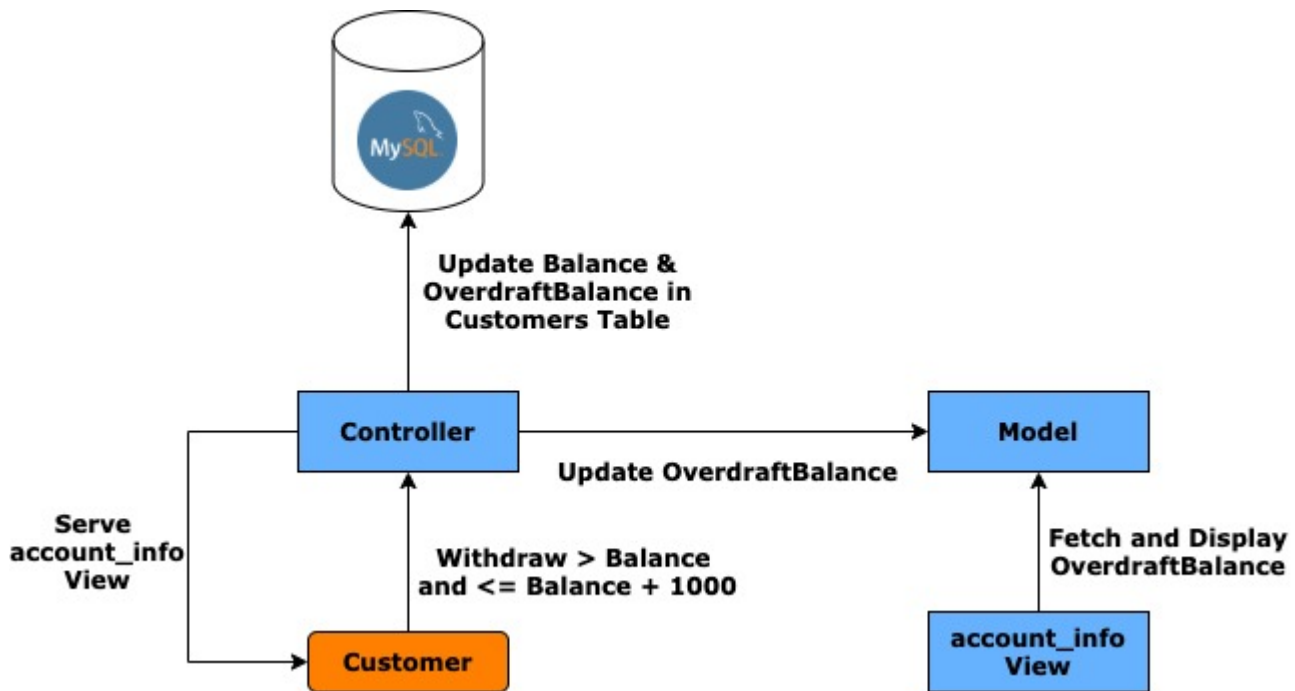 MySQL
Update Balance &
OverdraftBalance in
Customers Table
Controller
Model
Update OverdraftBalance
Serve
account_info
View
Withdraw > Balance
and <= Balance + 1000
Fetch and Display
OverdraftBalance
Customer
account_info
View